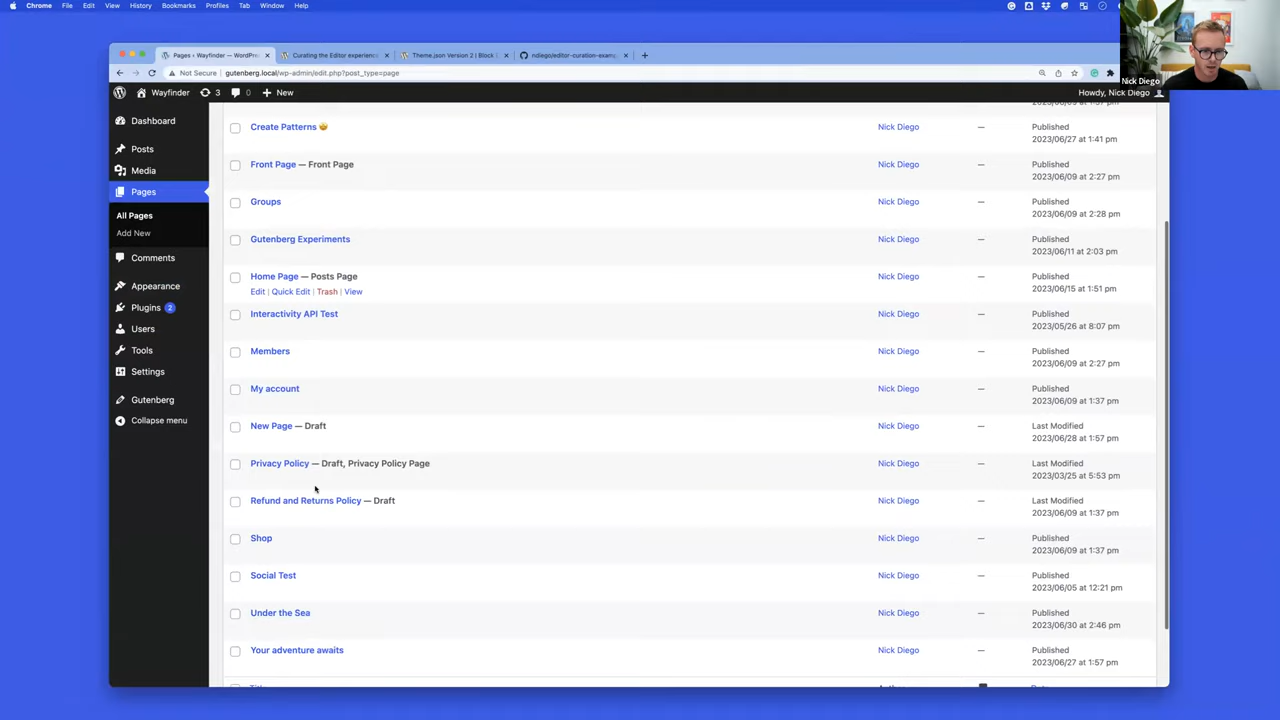 Chrome File Edit View History Bookmarks Profiles Tab Window Help
Pages ‹ Wayfinder — WordPre
Curating the Editor experience
Theme.json Version 2 | Block E
ndiego/editor-curation-examp
Not Secure gutenberg.local/wp-admin/edit.php?post_type=page
Nick Diego
Wayfinder 3 0 New
Howdy, Nick Diego
Dashboard
Posts
Media
Pages
All Pages
Add New
Comments
Appearance
Plugins 2
Users
Tools
Settings
Gutenberg
Collapse menu
2023/06/09 at 1:37 pm
Create Patterns 🤩 Nick Diego — Published
2023/06/27 at 1:41 pm
Front Page — Front Page Nick Diego — Published
2023/06/09 at 2:27 pm
Groups Nick Diego — Published
2023/06/09 at 2:28 pm
Gutenberg Experiments Nick Diego — Published
2023/06/11 at 2:03 pm
Home Page — Posts Page Nick Diego — Published
Edit | Quick Edit | Trash | View 2023/06/15 at 1:51 pm
Interactivity API Test Nick Diego — Published
2023/05/26 at 8:07 pm
Members Nick Diego — Published
2023/06/09 at 2:27 pm
My account Nick Diego — Published
2023/06/09 at 1:37 pm
New Page — Draft Nick Diego — Last Modified
2023/06/28 at 1:57 pm
Privacy Policy — Draft, Privacy Policy Page Nick Diego — Last Modified
2023/03/25 at 5:53 pm
Refund and Returns Policy — Draft Nick Diego — Last Modified
2023/06/09 at 1:37 pm
Shop Nick Diego — Published
2023/06/09 at 1:37 pm
Social Test Nick Diego — Published
2023/06/05 at 12:21 pm
Under the Sea Nick Diego — Published
2023/06/30 at 2:46 pm
Your adventure awaits Nick Diego — Published
2023/06/27 at 1:57 pm